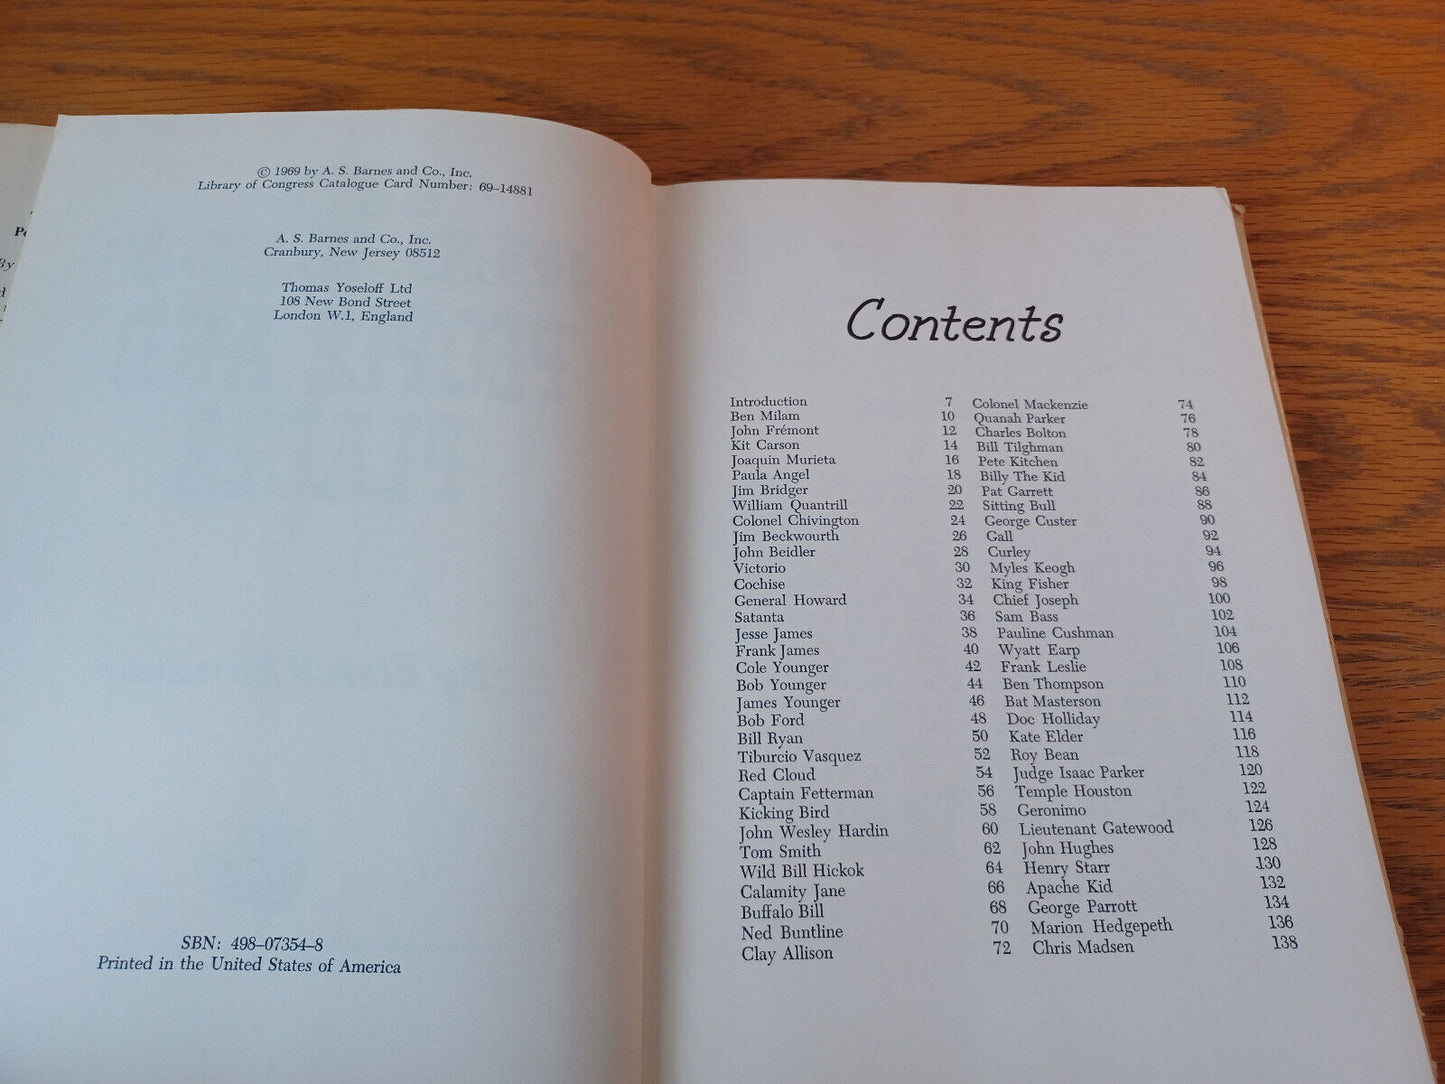 © 1969 by A. S. Barnes and Co., Inc.
Library of Congress Catalogue Card Number: 69–14881
A. S. Barnes and Co., Inc.
Cranbury, New Jersey 08512
Thomas Yoseloff Ltd
108 New Bond Street
London W.1, England
SBN: 498–07354–8
Printed in the United States of America
Contents
Introduction 7
Ben Milam 10
John Frémont 12
Kit Carson 14
Joaquin Murieta 16
Paula Angel 18
Jim Bridger 20
William Quantrill 22
Colonel Chivington 24
Jim Beckwourth 26
John Beidler 28
Victorio 30
Cochise 32
General Howard 34
Satanta 36
Jesse James 38
Frank James 40
Cole Younger 42
Bob Younger 44
James Younger 46
Bob Ford 48
Bill Ryan 50
Tiburcio Vasquez 52
Red Cloud 54
Captain Fetterman 56
Kicking Bird 58
John Wesley Hardin 60
Tom Smith 62
Wild Bill Hickok 64
Calamity Jane 66
Buffalo Bill 68
Ned Buntline 70
Clay Allison 72
Colonel Mackenzie 74
Quanah Parker 76
Charles Bolton 78
Bill Tilghman 80
Pete Kitchen 82
Billy The Kid 84
Pat Garrett 86
Sitting Bull 88
George Custer 90
Gall 92
Curley 94
Myles Keogh 96
King Fisher 98
Chief Joseph 100
Sam Bass 102
Pauline Cushman 104
Wyatt Earp 106
Frank Leslie 108
Ben Thompson 110
Bat Masterson 112
Doc Holliday 114
Kate Elder 116
Roy Bean 118
Judge Isaac Parker 120
Temple Houston 122
Geronimo 124
Lieutenant Gatewood 126
John Hughes 128
Henry Starr 130
Apache Kid 132
George Parrott 134
Marion Hedgepeth 136
Chris Madsen 138